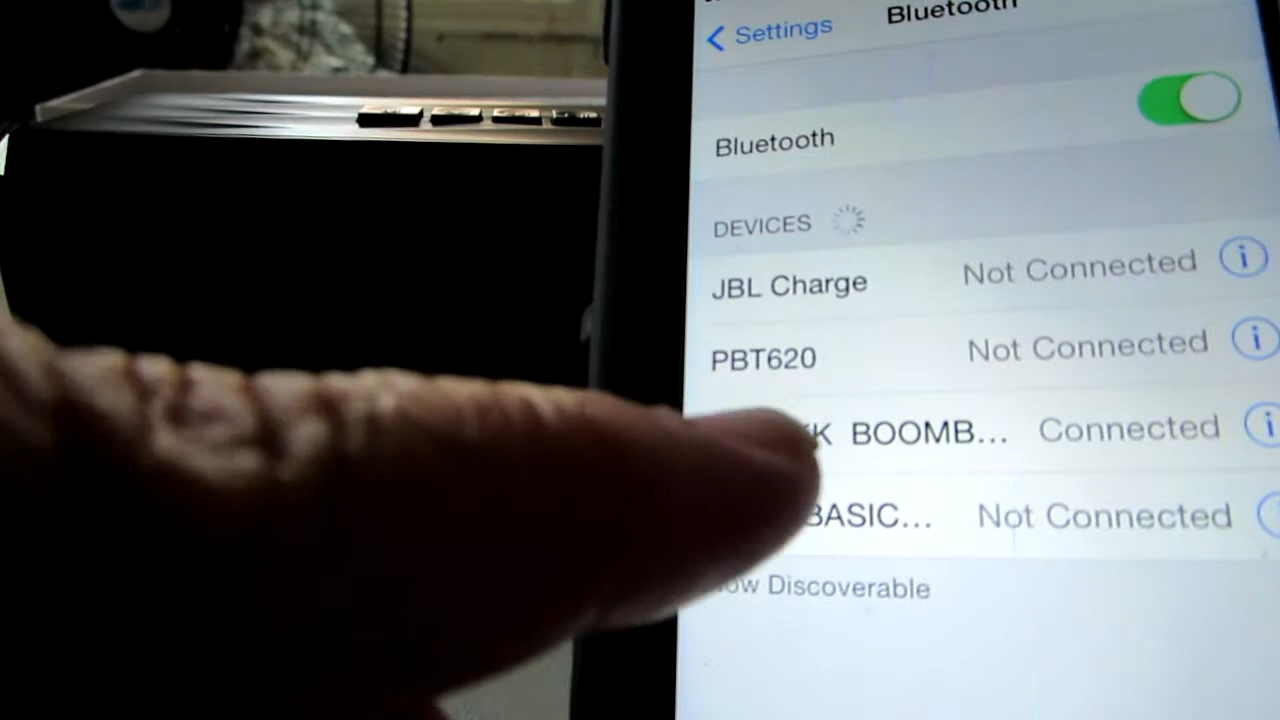 Settings
Bluetooth
Bluetooth
DEVICES
JBL Charge Not Connected
PBT620 Not Connected
BOOMB... Connected
BASIC... Not Connected
Discoverable